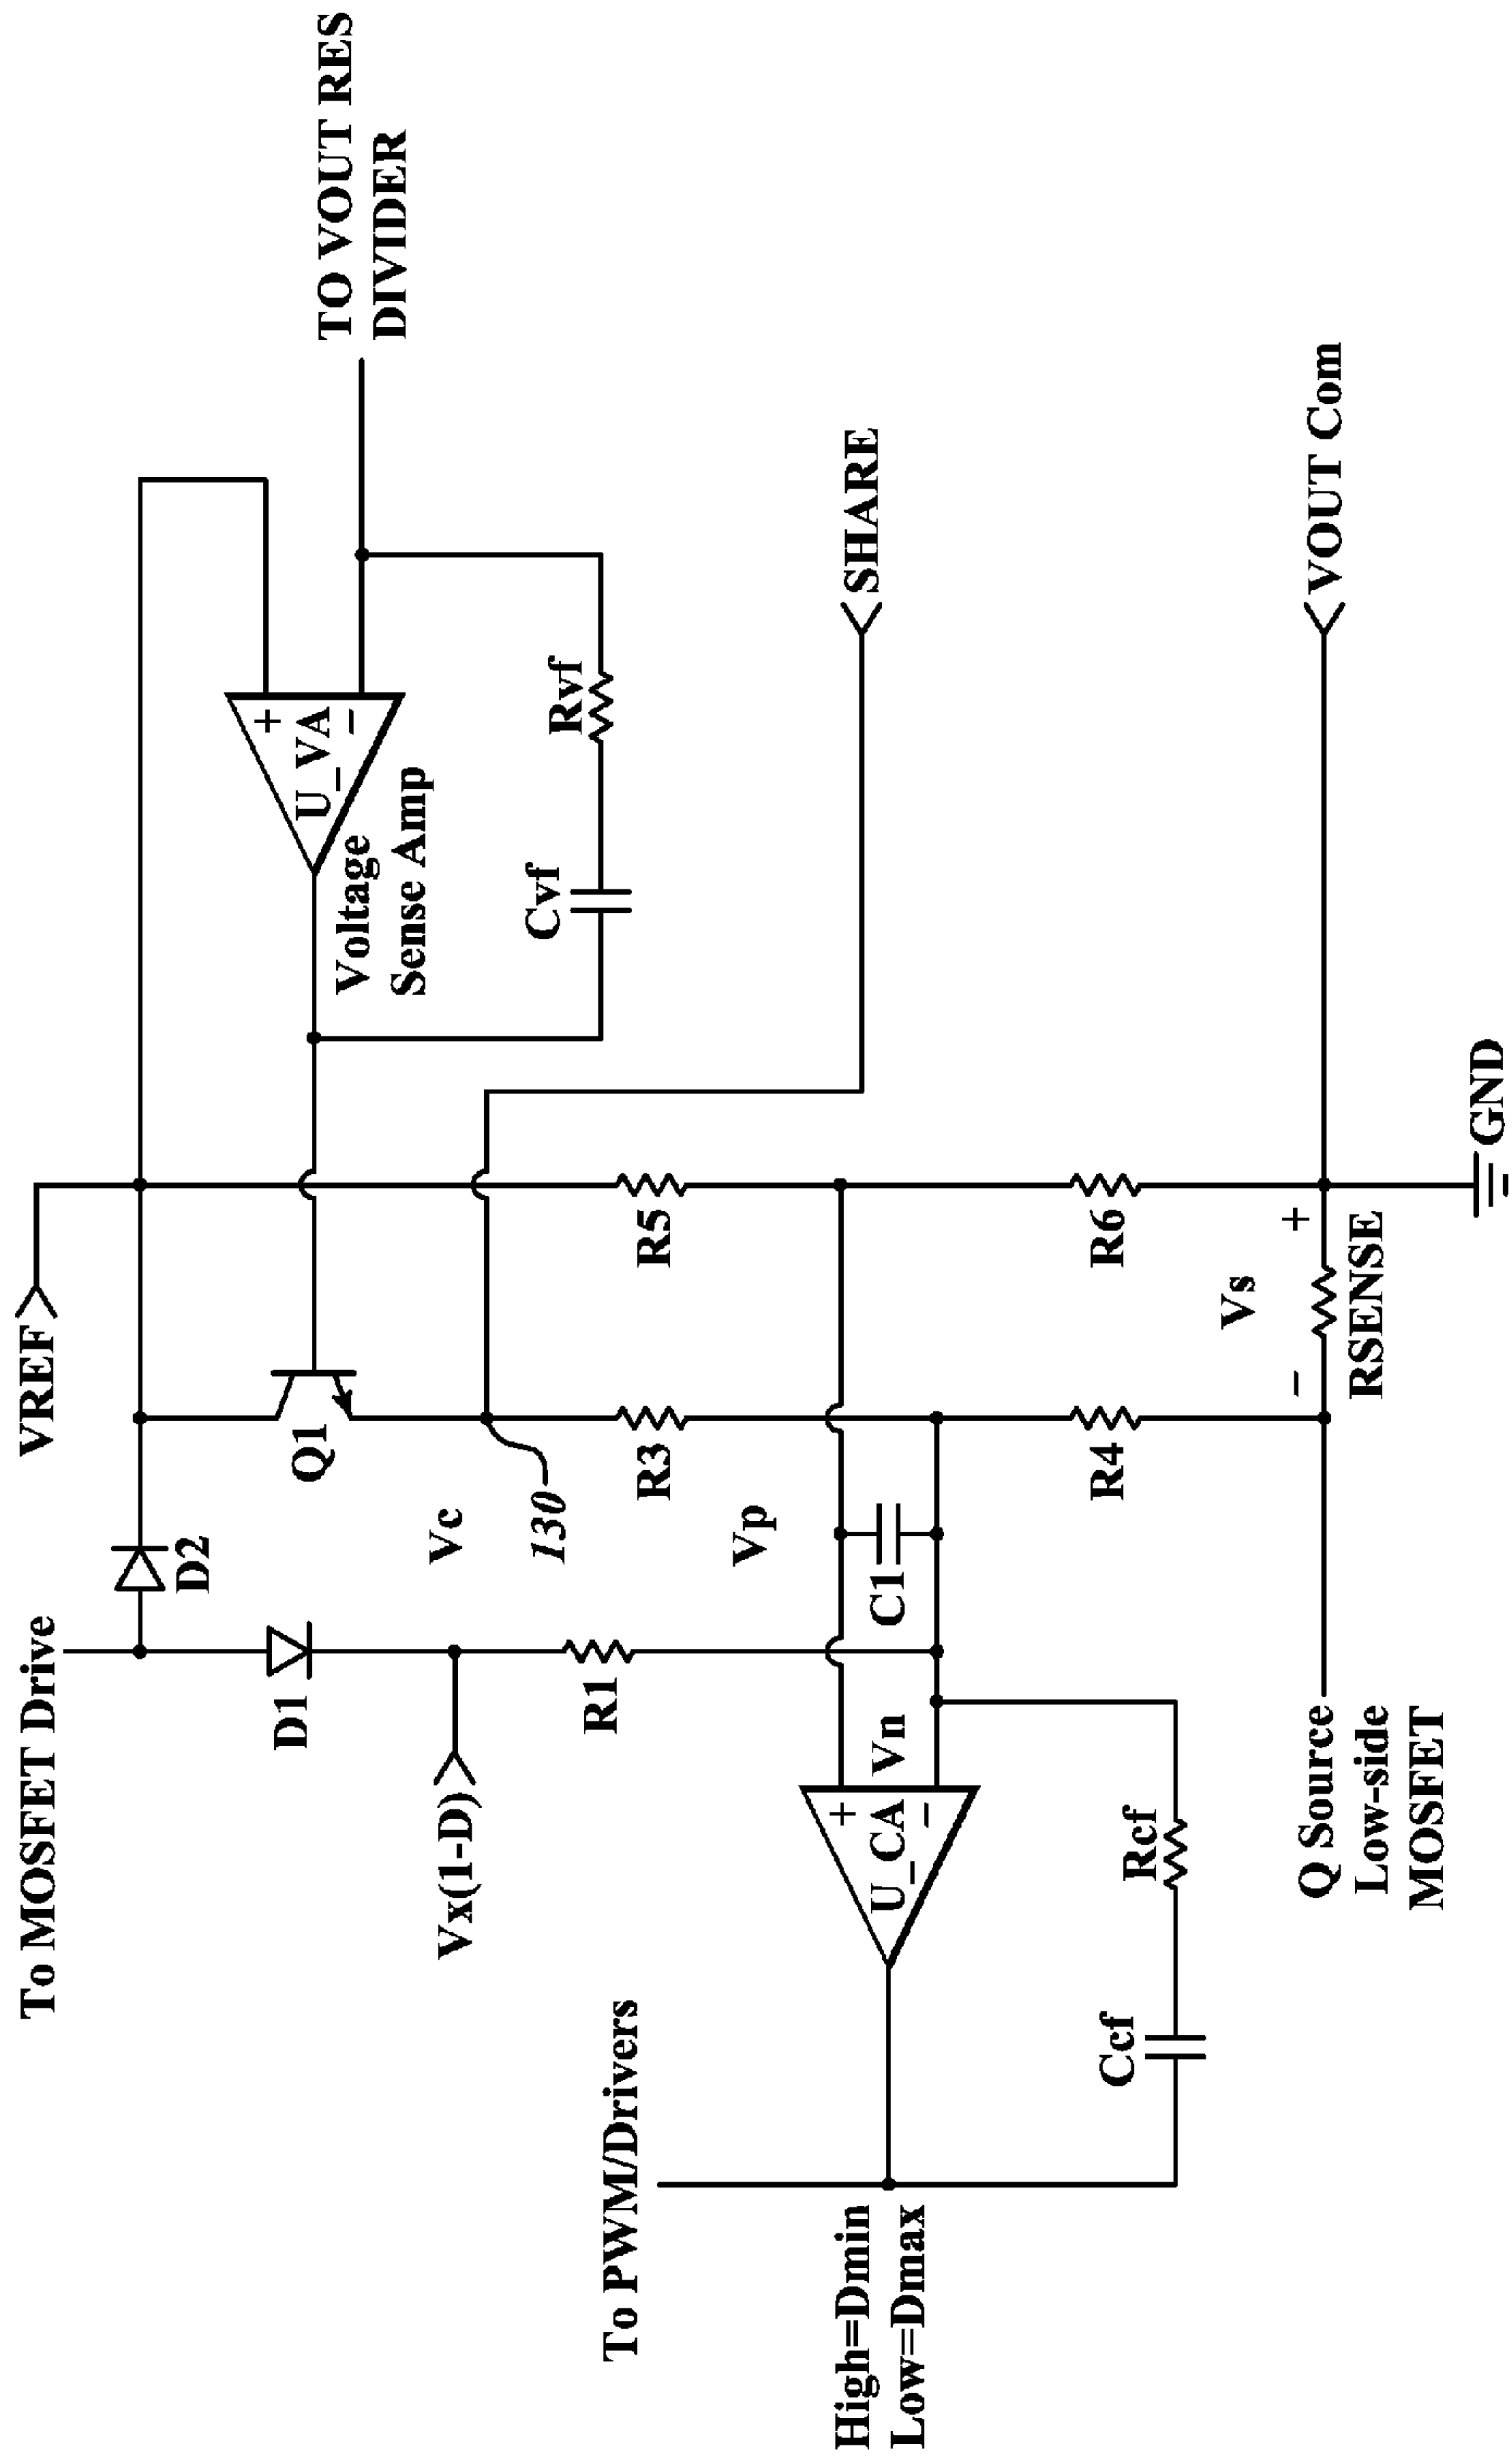 To MOSFET Drive
VREF
D2
D1
Q1
TO VOUT RES
DIVIDER
+
U_VA
−
Voltage
Sense Amp
Rvf
Cvf
Vx(1-D)
Vc
130
SHARE
R1
R3
R5
Vp
C1
To PWM/Drivers
High=Dmin
Low=Dmax
+
U_CA
−
Vn
Rcf
Ccf
R4
R6
Vs
−
+
RSENSE
VOUT Com
Q Source
Low-side
MOSFET
GND